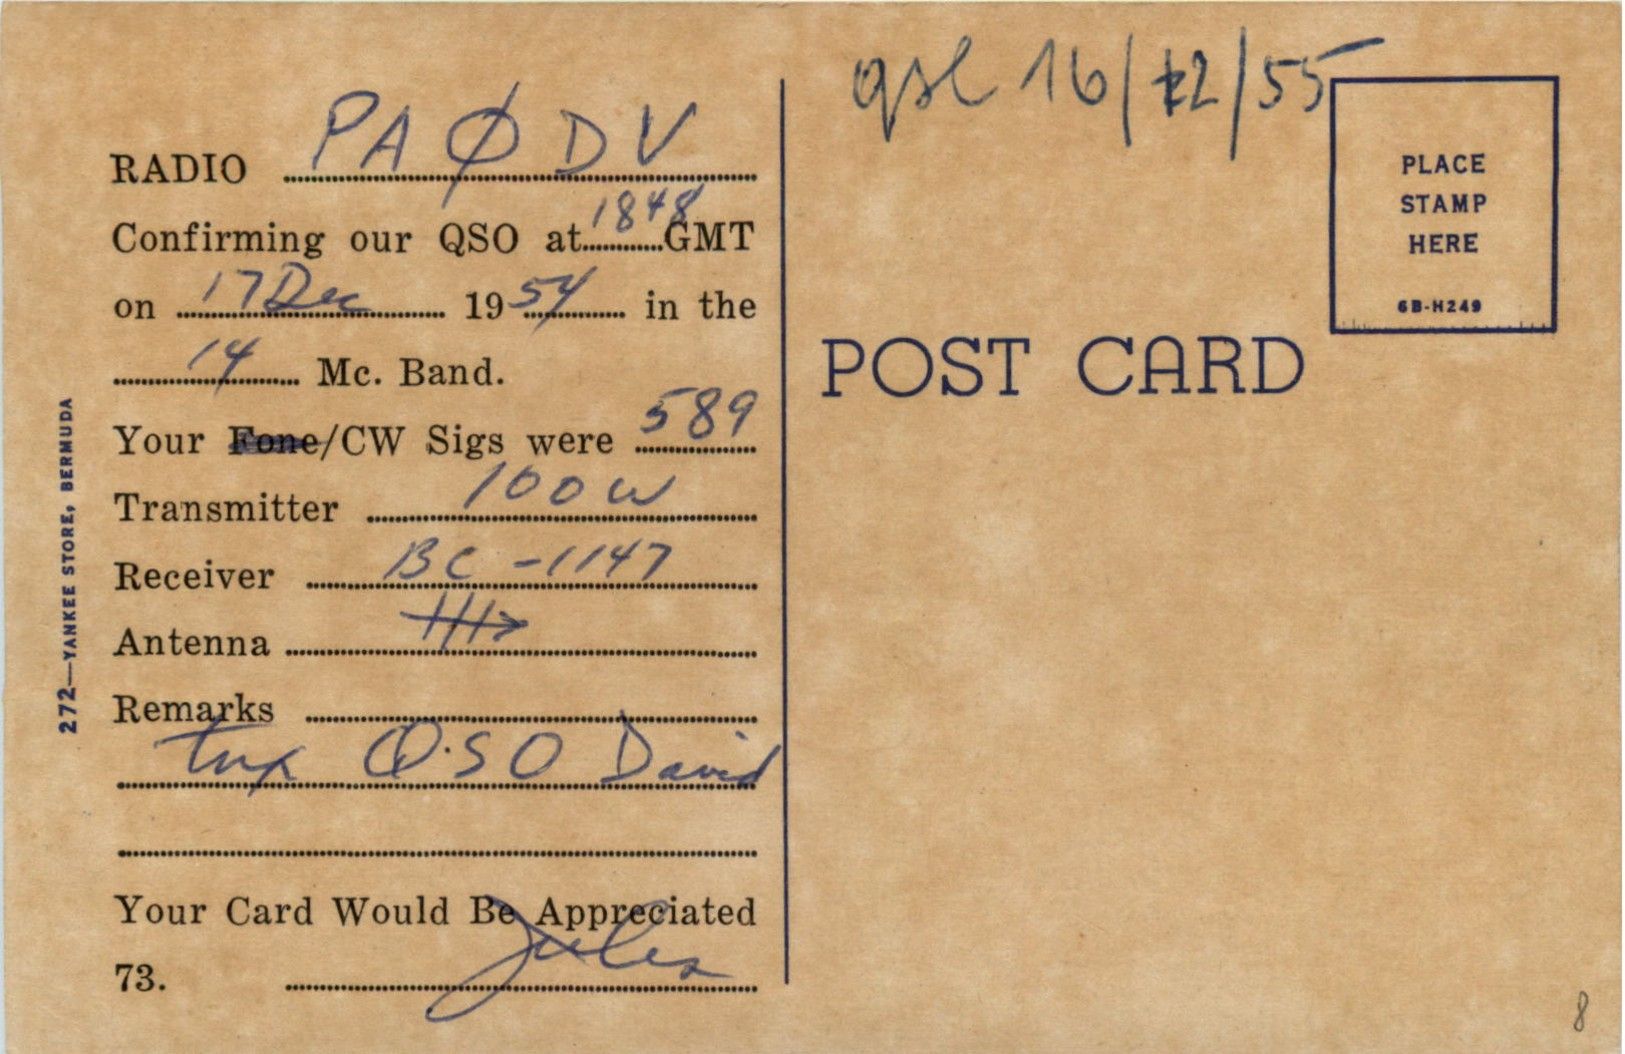 RADIO PAØDV
Confirming our QSO at 1848 GMT
on 17 Dec 1954 in the
14 Mc. Band.
Your Fone/CW Sigs were 589
Transmitter 100 W
Receiver BC-1147
Antenna
Remarks
tnx QSO David
Your Card Would Be Appreciated
73. Jules
272—YANKEE STORE, BERMUDA
qsl 16/12/55
PLACE
STAMP
HERE
6B-H249
POST CARD
8